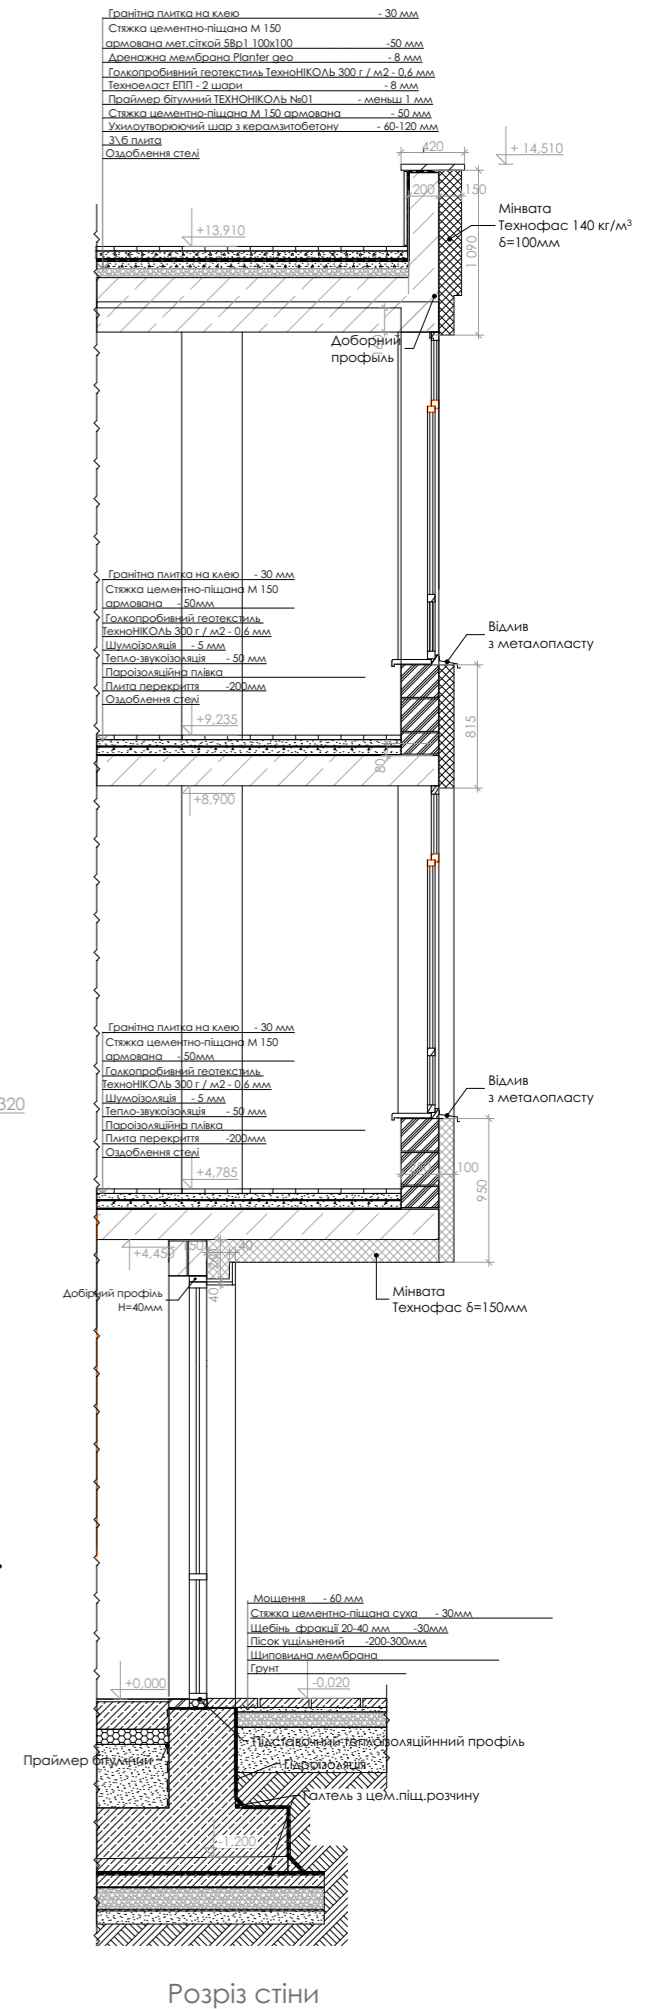 Гранітна плитка на клею - 30 мм
Стяжка цементно-піщана М 150
армована мет.сіткой 5Вр1 100х100 -50 мм
Дренажна мембрана Planter geo - 8 мм
Голкопробивний геотекстиль ТехноНІКОЛЬ 300 г / м2 - 0,6 мм
Техноеласт ЕПП - 2 шари - 8 мм
Праймер бітумний ТЕХНОНІКОЛЬ №01 - меньш 1 мм
Стяжка цементно-піщана М 150 армована - 50 мм
Ухилоутворюючий шар з керамзитобетону - 60-120 мм
З\б плита
Оздоблення стелі
420
+ 14,510
200
150
Мінвата
Технофас 140 кг/м³
δ=100мм
+13,910
1 090
Доборний
профыль
Гранітна плитка на клею - 30 мм
Стяжка цементно-піщана М 150
армована - 50мм
Голкопробивний геотекстиль
ТехноНІКОЛЬ 300 г / м2 - 0,6 мм
Шумоізоляція - 5 мм
Тепло-звукоізоляція - 50 мм
Пароізоляційна плівка
Плита перекриття -200мм
Оздоблення стелі
Відлив
з металопласту
+9,235
815
80
+8,900
Гранітна плитка на клею - 30 мм
Стяжка цементно-піщана М 150
армована - 50мм
Голкопробивний геотекстиль
ТехноНІКОЛЬ 300 г / м2 - 0,6 мм
Шумоізоляція - 5 мм
Тепло-звукоізоляція - 50 мм
Пароізоляційна плівка
Плита перекриття -200мм
Оздоблення стелі
320
Відлив
з металопласту
+4,785
100
950
+4,450
150
40
40
Добірний профіль
Н=40мм
Мінвата
Технофас δ=150мм
Мощення - 60 мм
Стяжка цементно-піщана суха - 30мм
Щебінь фракції 20-40 мм -30мм
Пісок ущільнений -200-300мм
Щиповидна мембрана
Грунт
+0,000
-0,020
Підставочний теплоізоляційнний профіль
Праймер бітумний
Гідроізоляція
Галтель з цем.піщ.розчину
-1,200
Розріз стіни